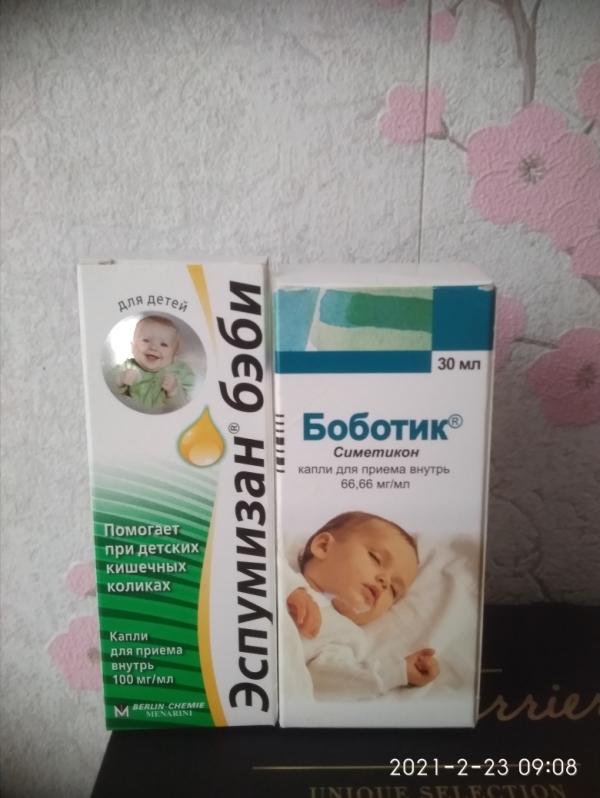 для детей
Эспумизан® бэби
Помогает
при детских
кишечных
коликах
Капли
для приема
внутрь
100 мг/мл
BERLIN-CHEMIE
MENARINI
30 мл
Боботик®
Симетикон
капли для приема внутрь
66,66 мг/мл
rrier
2021-2-23 09:08
UNIQUE SELECTION